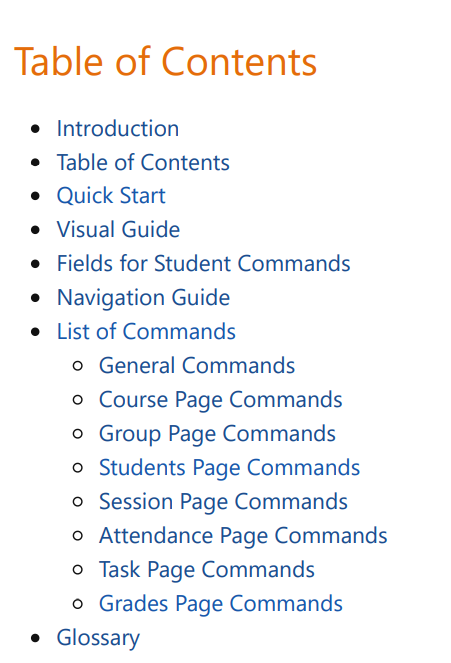 Table of Contents
Introduction
Table of Contents
Quick Start
Visual Guide
Fields for Student Commands
Navigation Guide
List of Commands
General Commands
Course Page Commands
Group Page Commands
Students Page Commands
Session Page Commands
Attendance Page Commands
Task Page Commands
Grades Page Commands
Glossary